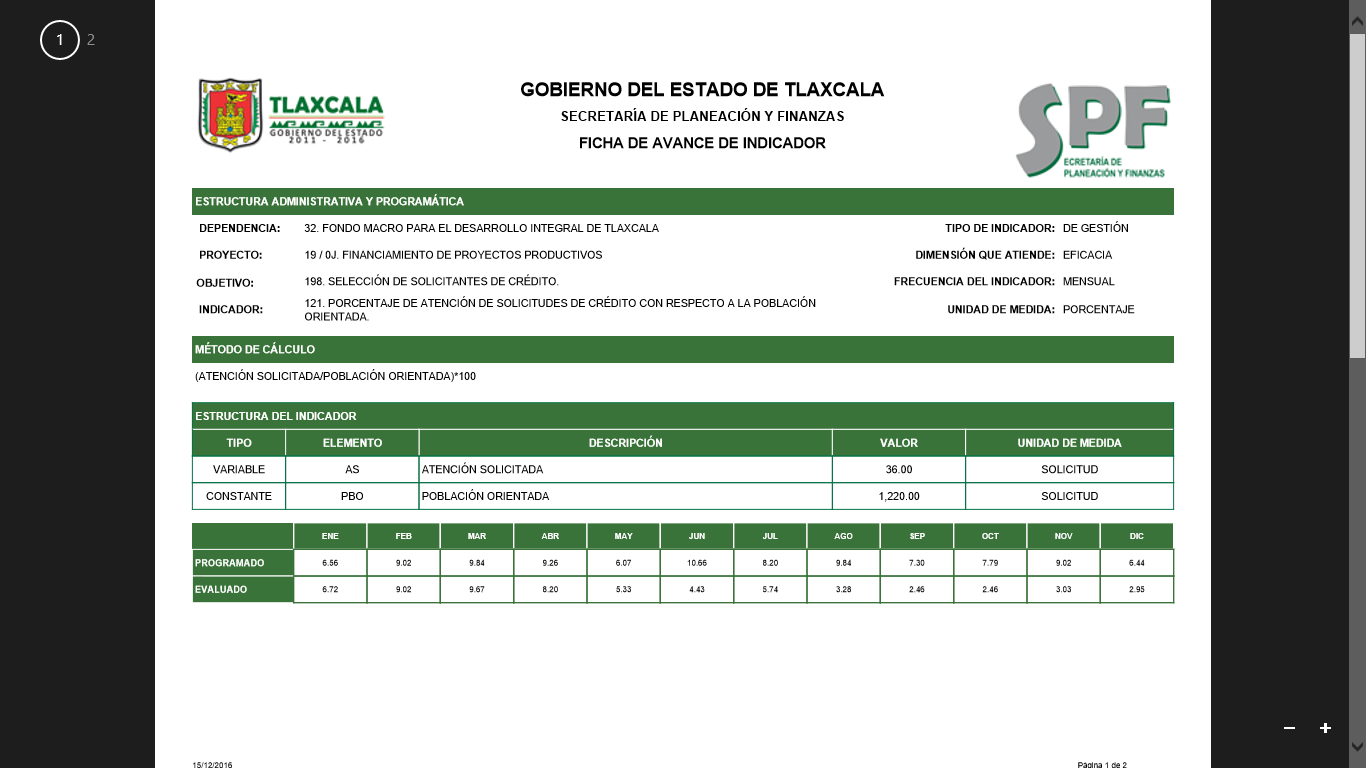 1 2
TLAXCALA
GOBIERNO DEL ESTADO
2011 - 2016
GOBIERNO DEL ESTADO DE TLAXCALA
SECRETARÍA DE PLANEACIÓN Y FINANZAS
FICHA DE AVANCE DE INDICADOR
SPF
ECRETARÍA DE
PLANEACIÓN Y FINANZAS
ESTRUCTURA ADMINISTRATIVA Y PROGRAMÁTICA
DEPENDENCIA: 32. FONDO MACRO PARA EL DESARROLLO INTEGRAL DE TLAXCALA TIPO DE INDICADOR: DE GESTIÓN
PROYECTO: 19 / 0J. FINANCIAMIENTO DE PROYECTOS PRODUCTIVOS DIMENSIÓN QUE ATIENDE: EFICACIA
OBJETIVO: 198. SELECCIÓN DE SOLICITANTES DE CRÉDITO. FRECUENCIA DEL INDICADOR: MENSUAL
INDICADOR: 121. PORCENTAJE DE ATENCIÓN DE SOLICITUDES DE CRÉDITO CON RESPECTO A LA POBLACIÓN
ORIENTADA. UNIDAD DE MEDIDA: PORCENTAJE
MÉTODO DE CÁLCULO
(ATENCIÓN SOLICITADA/POBLACIÓN ORIENTADA)*100
ESTRUCTURA DEL INDICADOR
TIPO ELEMENTO DESCRIPCIÓN VALOR UNIDAD DE MEDIDA
VARIABLE AS ATENCIÓN SOLICITADA 36.00 SOLICITUD
CONSTANTE PBO POBLACIÓN ORIENTADA 1,220.00 SOLICITUD
ENE FEB MAR ABR MAY JUN JUL AGO SEP OCT NOV DIC
PROGRAMADO 6.56 9.02 9.84 9.26 6.07 10.66 8.20 9.84 7.30 7.79 9.02 6.44
EVALUADO 6.72 9.02 9.67 8.20 5.33 4.43 5.74 3.28 2.46 2.46 3.03 2.95
15/12/2016 Página 1 de 2